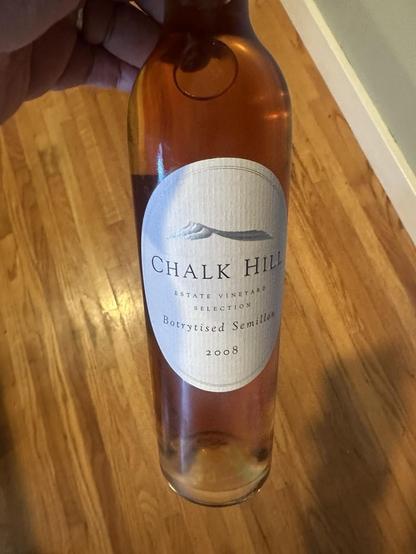 CHALK HILL
ESTATE VINEYARD
SELECTION
Botrytised Semillon
2008